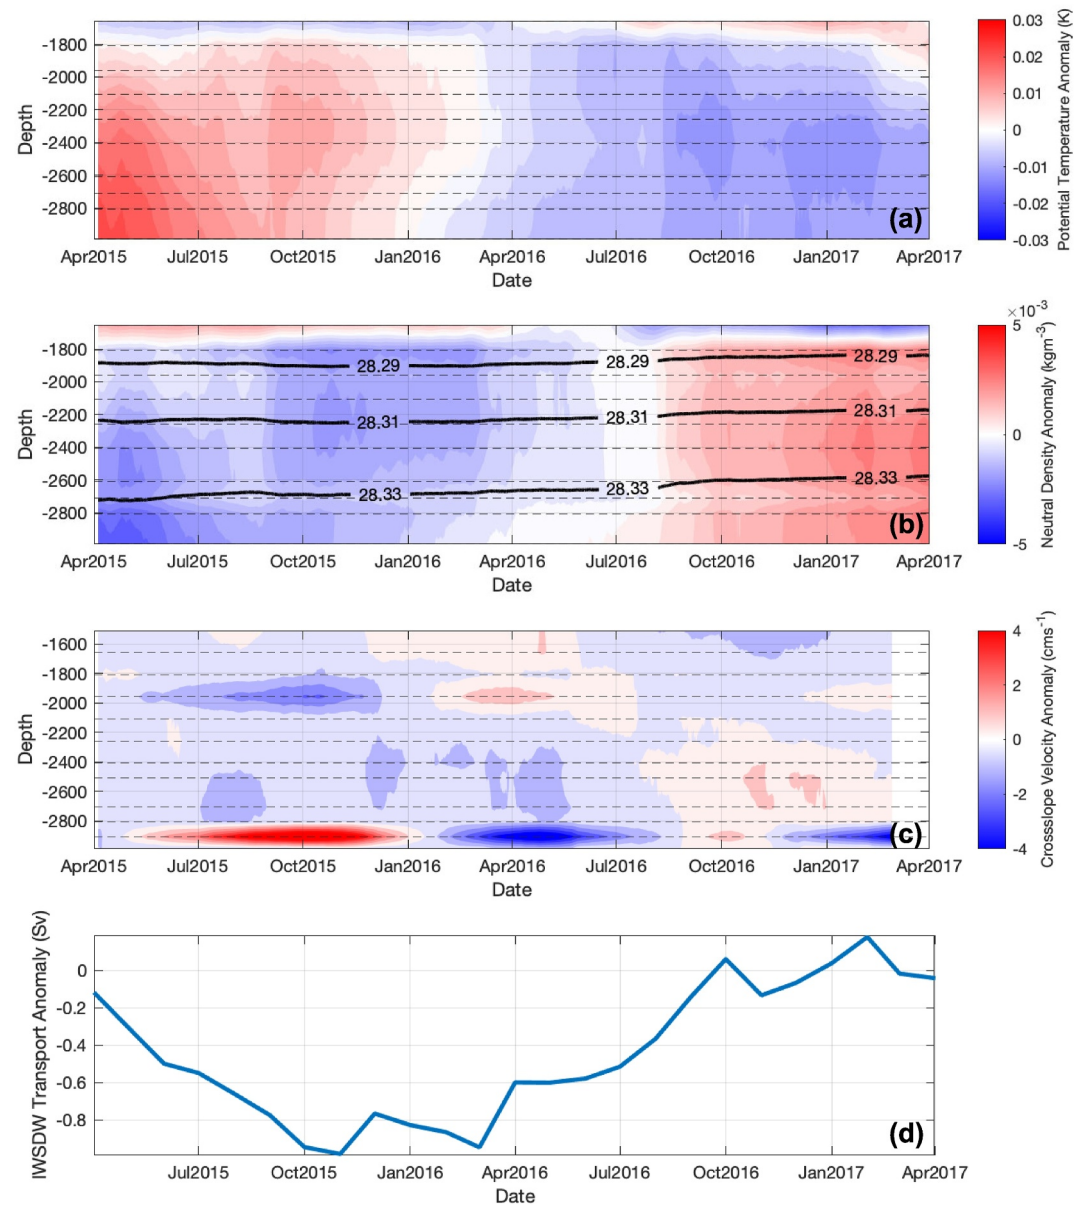 -1800
-2000
-2200
-2400
-2600
-2800
Depth
Apr2015 Jul2015 Oct2015 Jan2016 Apr2016 Jul2016 Oct2016 Jan2017 Apr2017
Date
(a)
0.03
0.02
0.01
0
-0.01
-0.02
-0.03
Potential Temperature Anomaly (K)
-1800
-2000
-2200
-2400
-2600
-2800
Depth
28.29 28.29 28.29
28.31 28.31 28.31
28.33 28.33 28.33
Apr2015 Jul2015 Oct2015 Jan2016 Apr2016 Jul2016 Oct2016 Jan2017 Apr2017
Date
(b)
×10-3
5
0
-5
Neutral Density Anomaly (kgm-3)
-1600
-1800
-2000
-2200
-2400
-2600
-2800
Depth
Apr2015 Jul2015 Oct2015 Jan2016 Apr2016 Jul2016 Oct2016 Jan2017 Apr2017
Date
(c)
4
2
0
-2
-4
Crossslope Velocity Anomaly (cms-1)
0
-0.2
-0.4
-0.6
-0.8
IWSDW Transport Anomaly (Sv)
Jul2015 Oct2015 Jan2016 Apr2016 Jul2016 Oct2016 Jan2017 Apr2017
Date
(d)